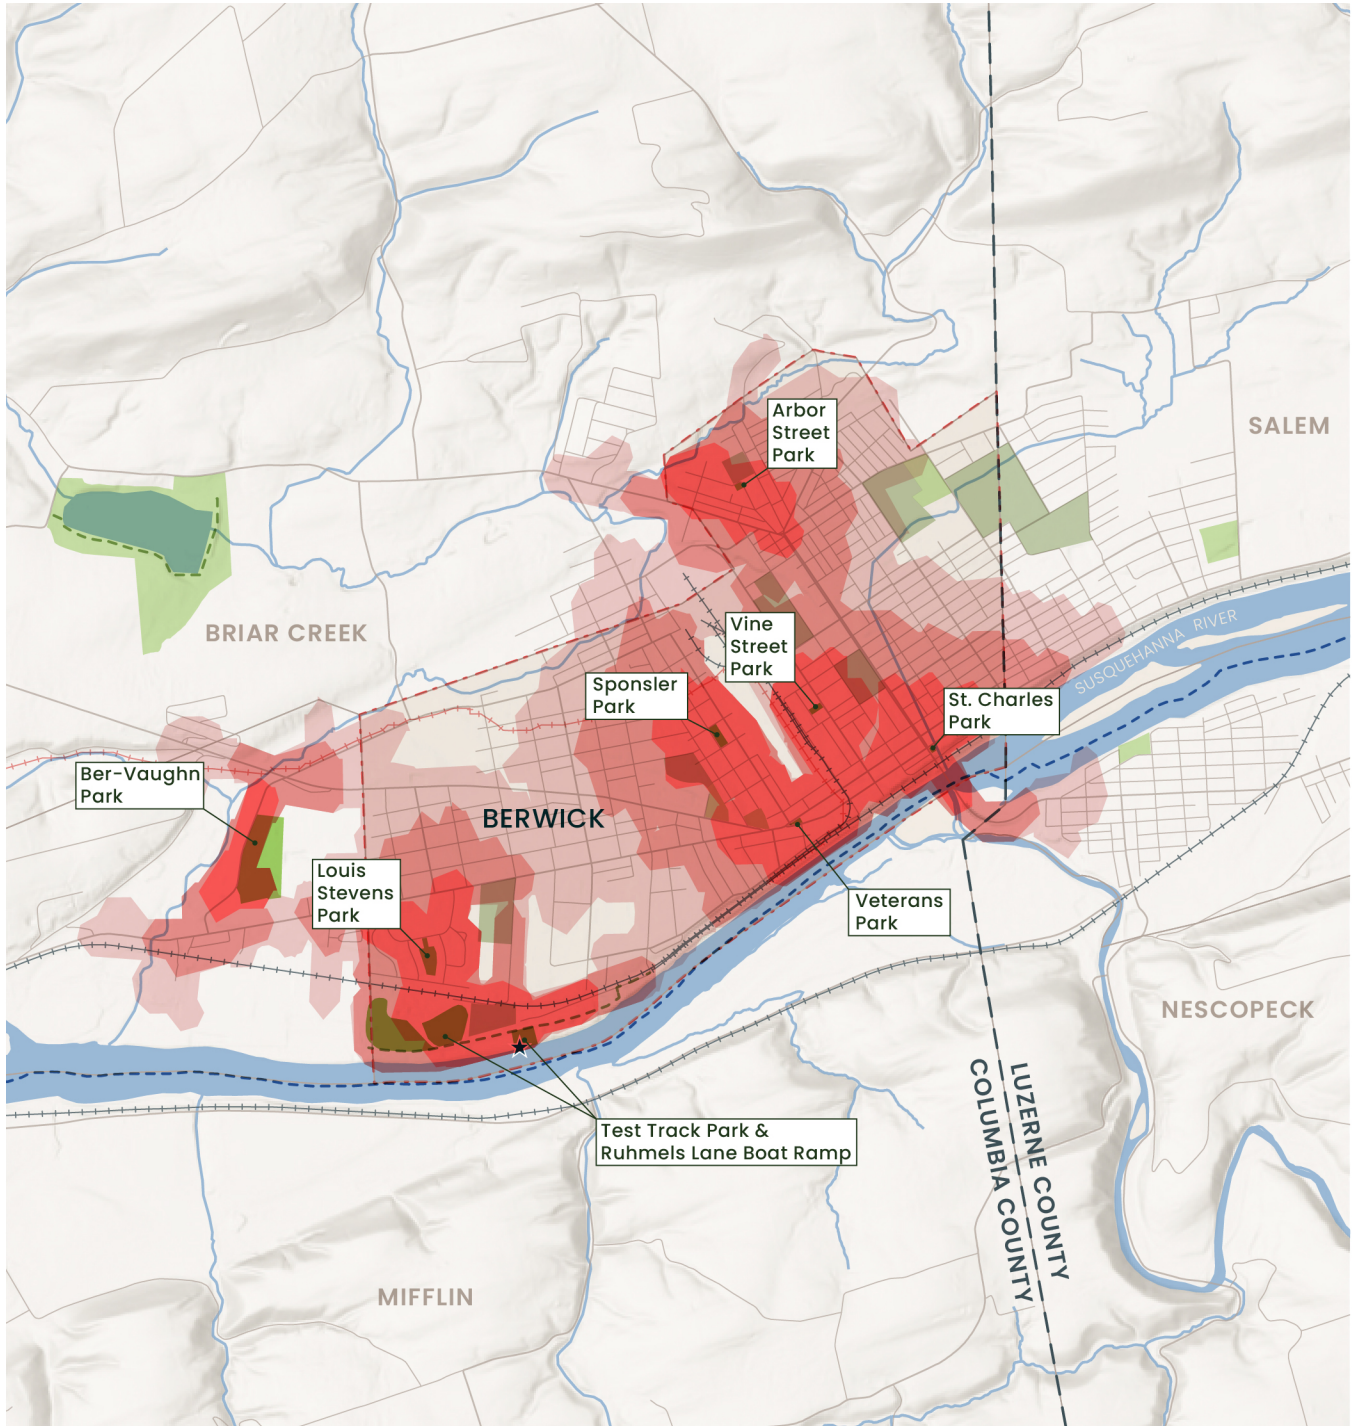 Arbor
Street
Park
SALEM
BRIAR CREEK
Vine
Street
Park
SUSQUEHANNA RIVER
Sponsler
Park
St. Charles
Park
Ber-Vaughn
Park
BERWICK
Louis
Stevens
Park
Veterans
Park
NESCOPECK
LUZERNE COUNTY
COLUMBIA COUNTY
Test Track Park &
Ruhmels Lane Boat Ramp
MIFFLIN